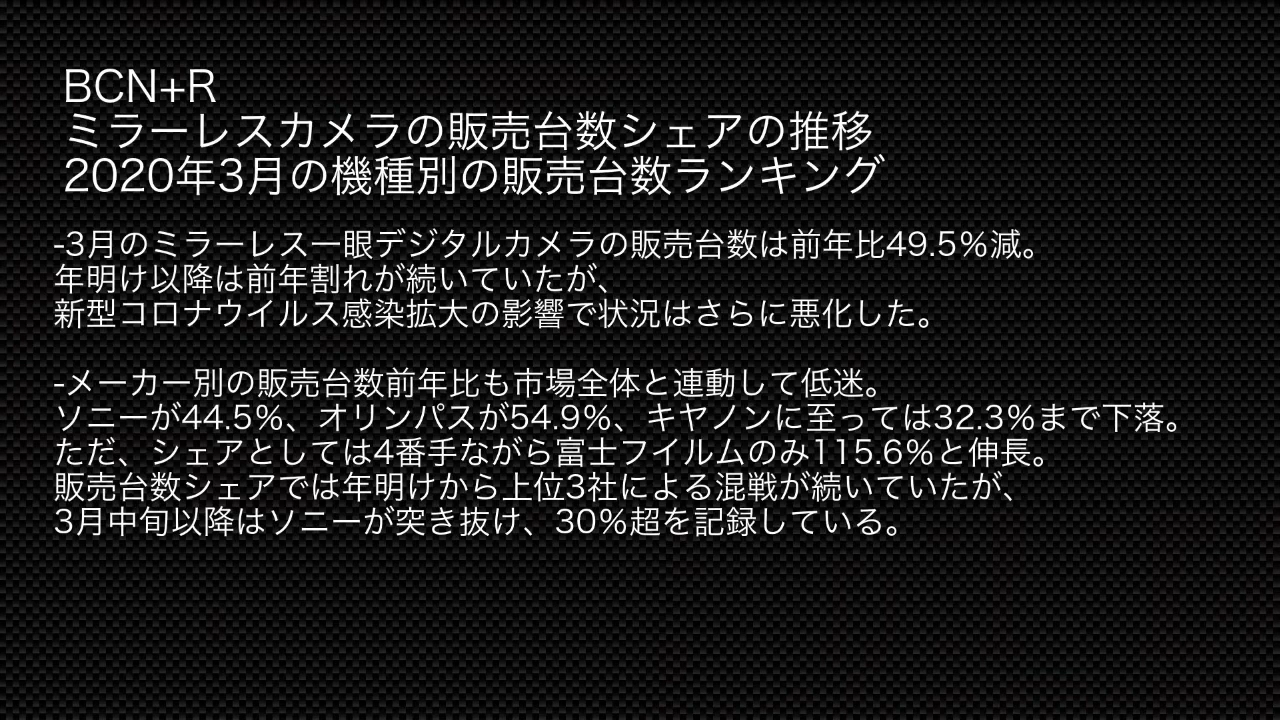 BCN+R
ミラーレスカメラの販売台数シェアの推移
2020年3月の機種別の販売台数ランキング
-3月のミラーレス一眼デジタルカメラの販売台数は前年比49.5%減。
年明け以降は前年割れが続いていたが、
新型コロナウイルス感染拡大の影響で状況はさらに悪化した。
-メーカー別の販売台数前年比も市場全体と連動して低迷。
ソニーが44.5%、オリンパスが54.9%、キヤノンに至っては32.3%まで下落。
ただ、シェアとしては4番手ながら富士フイルムのみ115.6%と伸長。
販売台数シェアでは年明けから上位3社による混戦が続いていたが、
3月中旬以降はソニーが突き抜け、30%超を記録している。